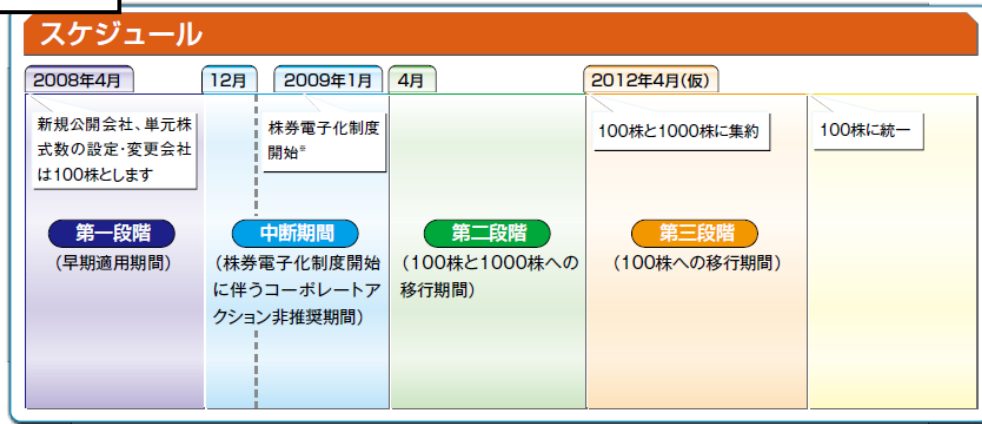 スケジュール
2008年4月
12月
2009年1月
4月
2012年4月(仮)
新規公開会社、単元株
式数の設定・変更会社
は100株とします
株券電子化制度
開始※
100株と1000株に集約
100株に統一
第一段階
(早期適用期間)
中断期間
(株券電子化制度開始
に伴うコーポレートア
クション非推奨期間)
第二段階
(100株と1000株への
移行期間)
第三段階
(100株への移行期間)